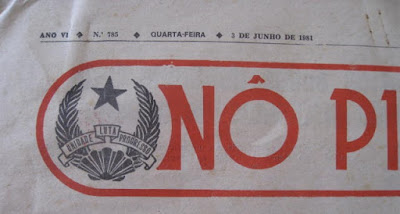 ANO VI ◆ N.º 785 ◆ QUARTA-FEIRA ◆ 3 DE JUNHO DE 1981
NÔ PI
UNIDADE LUTA PROGRESSO